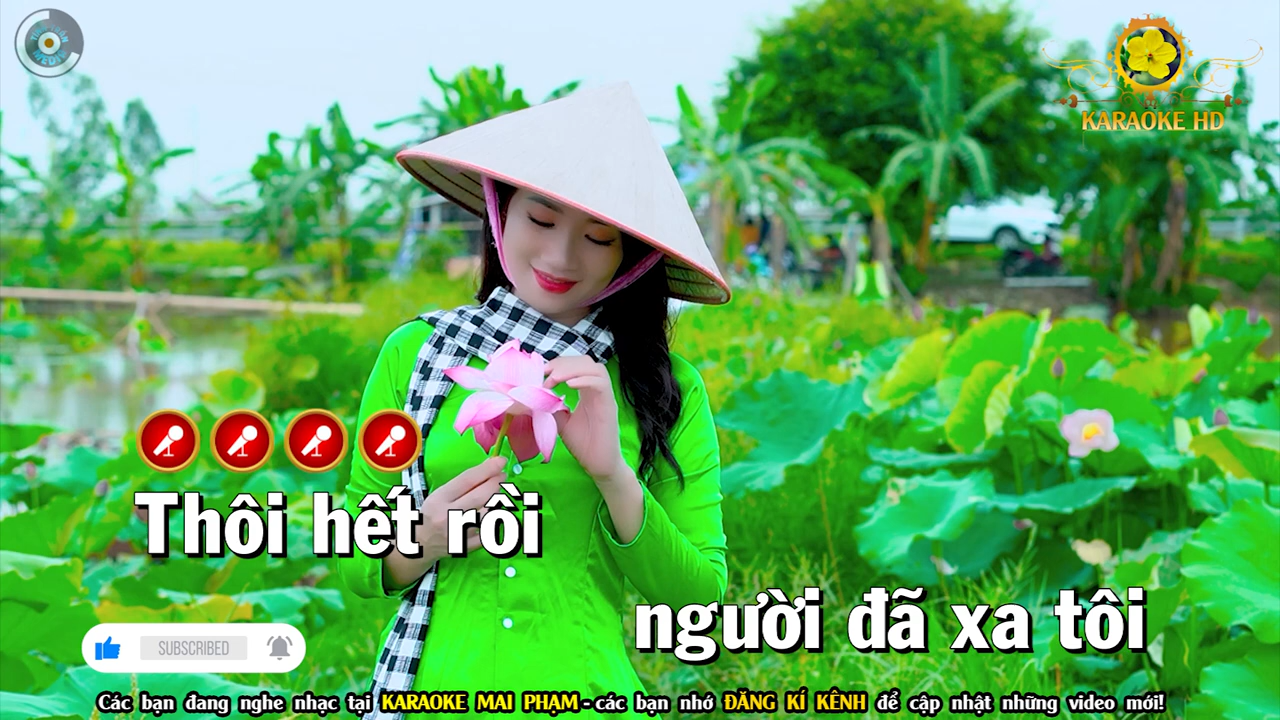 KARAOKE HD
Thôi hết rồi
người đã xa tôi
SUBSCRIBED
Các bạn đang nghe nhạc tại KARAOKE MAI PHẠM - các bạn nhớ ĐĂNG KÍ KÊNH để cập nhật những video mới!